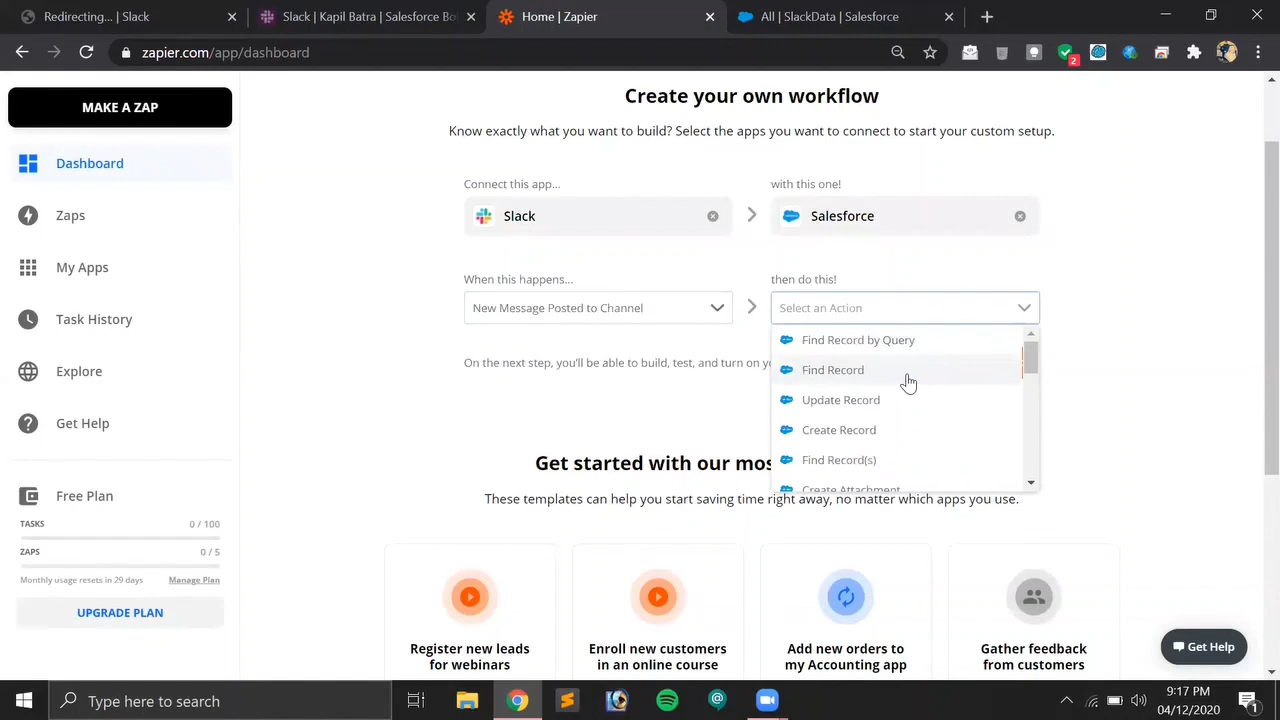 Redirecting... | Slack
Slack | Kapil Batra | Salesforce Bo
Home | Zapier
All | SlackData | Salesforce
zapier.com/app/dashboard
2
MAKE A ZAP
Dashboard
Zaps
My Apps
Task History
Explore
Get Help
Free Plan
TASKS 0 / 100
ZAPS 0 / 5
Monthly usage resets in 29 days Manage Plan
UPGRADE PLAN
Create your own workflow
Know exactly what you want to build? Select the apps you want to connect to start your custom setup.
Connect this app... with this one!
Slack Salesforce
When this happens... then do this!
New Message Posted to Channel Select an Action
Find Record by Query
On the next step, you'll be able to build, test, and turn on yo
Find Record
Update Record
Create Record
Find Record(s)
Create Attachment
Get started with our mos
These templates can help you start saving time right away, no matter which apps you use.
Register new leads
for webinars
Enroll new customers
in an online course
Add new orders to
my Accounting app
Gather feedback
from customers
Get Help
Type here to search
9:17 PM
04/12/2020
1